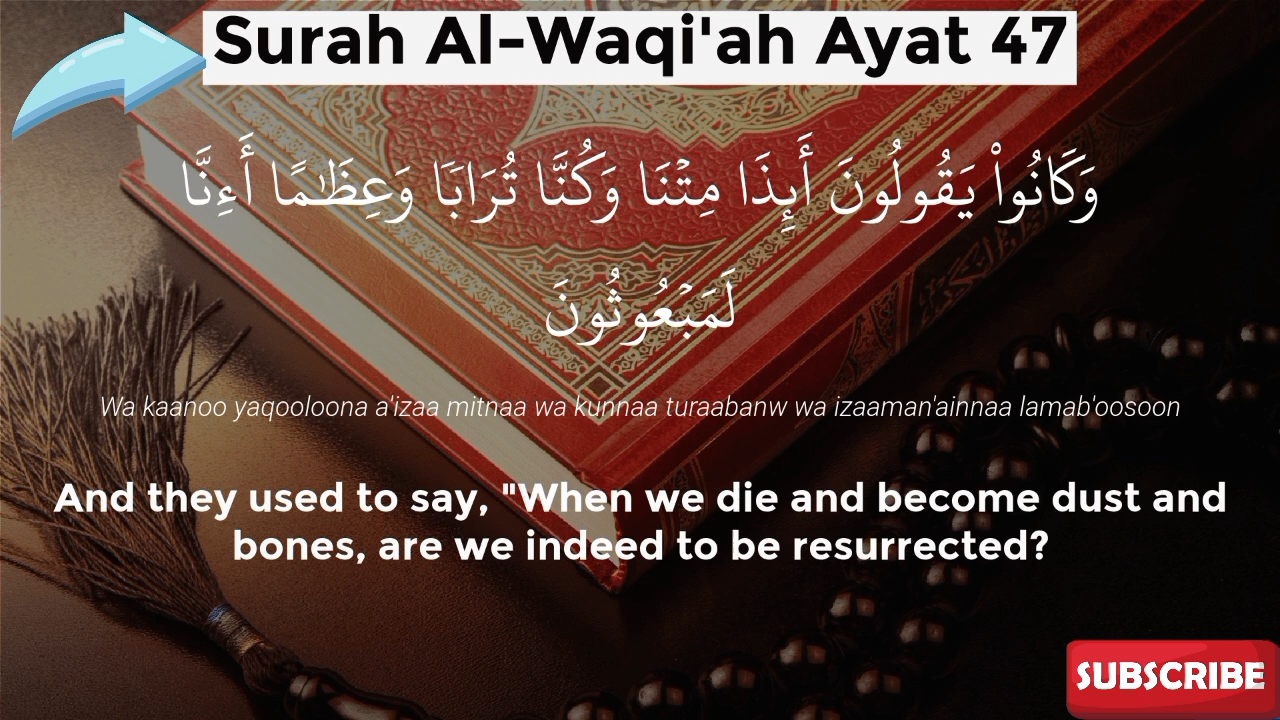 Surah Al-Waqi'ah Ayat 47
وَكَانُوا۟ يَقُولُونَ أَئِذَا مِتْنَا وَكُنَّا تُرَابًا وَعِظَـٰمًا أَءِنَّا
لَمَبْعُوثُونَ
Wa kaanoo yaqooloona a'izaa mitnaa wa kunnaa turaabanw wa izaaman'ainnaa lamab'oosoon
And they used to say, "When we die and become dust and
bones, are we indeed to be resurrected?
SUBSCRIBE